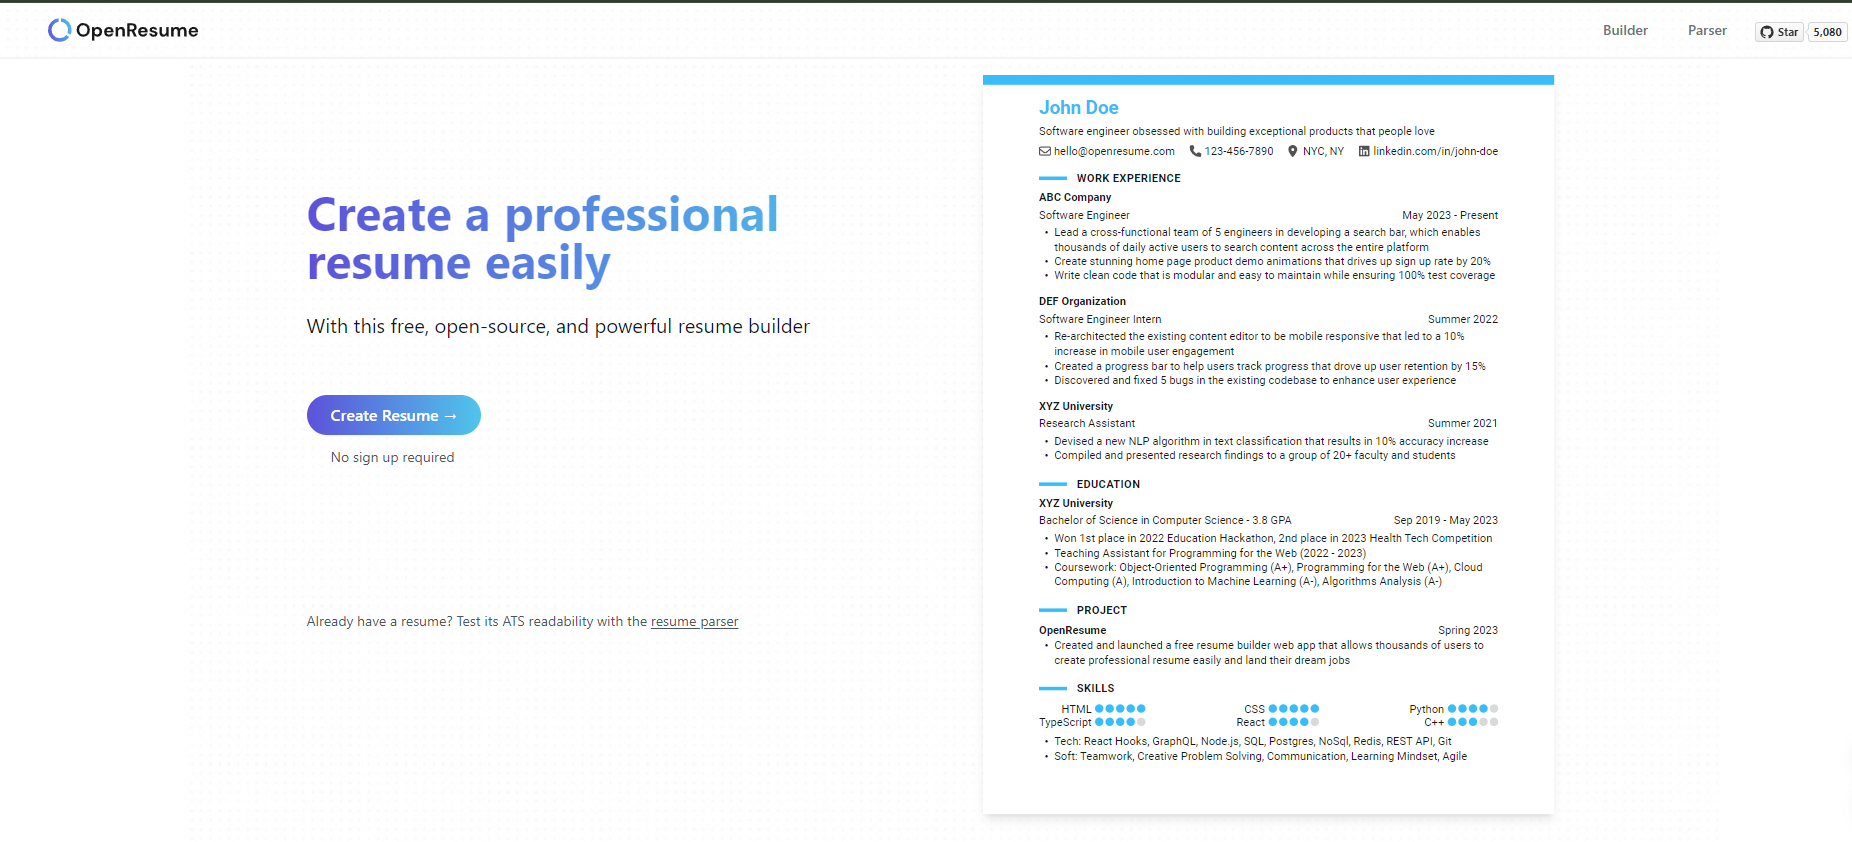 OpenResume
Builder
Parser
Star
5,080
Create a professional
resume easily
With this free, open-source, and powerful resume builder
Create Resume →
No sign up required
Already have a resume? Test its ATS readability with the resume parser
John Doe
Software engineer obsessed with building exceptional products that people love
hello@openresume.com 123-456-7890 NYC, NY linkedin.com/in/john-doe
WORK EXPERIENCE
ABC Company
Software Engineer May 2023 - Present
• Lead a cross-functional team of 5 engineers in developing a search bar, which enables
thousands of daily active users to search content across the entire platform
• Create stunning home page product demo animations that drives up sign up rate by 20%
• Write clean code that is modular and easy to maintain while ensuring 100% test coverage
DEF Organization
Software Engineer Intern Summer 2022
• Re-architected the existing content editor to be mobile responsive that led to a 10%
increase in mobile user engagement
• Created a progress bar to help users track progress that drove up user retention by 15%
• Discovered and fixed 5 bugs in the existing codebase to enhance user experience
XYZ University
Research Assistant Summer 2021
• Devised a new NLP algorithm in text classification that results in 10% accuracy increase
• Compiled and presented research findings to a group of 20+ faculty and students
EDUCATION
XYZ University
Bachelor of Science in Computer Science - 3.8 GPA Sep 2019 - May 2023
• Won 1st place in 2022 Education Hackathon, 2nd place in 2023 Health Tech Competition
• Teaching Assistant for Programming for the Web (2022 - 2023)
• Coursework: Object-Oriented Programming (A+), Programming for the Web (A+), Cloud
Computing (A), Introduction to Machine Learning (A-), Algorithms Analysis (A-)
PROJECT
OpenResume Spring 2023
• Created and launched a free resume builder web app that allows thousands of users to
create professional resume easily and land their dream jobs
SKILLS
HTML CSS Python
TypeScript React C++
• Tech: React Hooks, GraphQL, Node.js, SQL, Postgres, NoSql, Redis, REST API, Git
• Soft: Teamwork, Creative Problem Solving, Communication, Learning Mindset, Agile